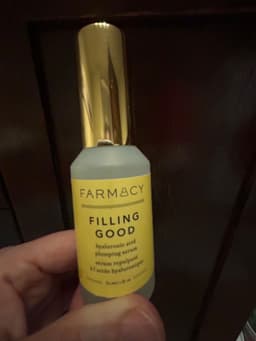 FARMACY
FILLING
GOOD
hyaluronic acid
plumping serum
sérum repulpant
à l'acide hyaluronique